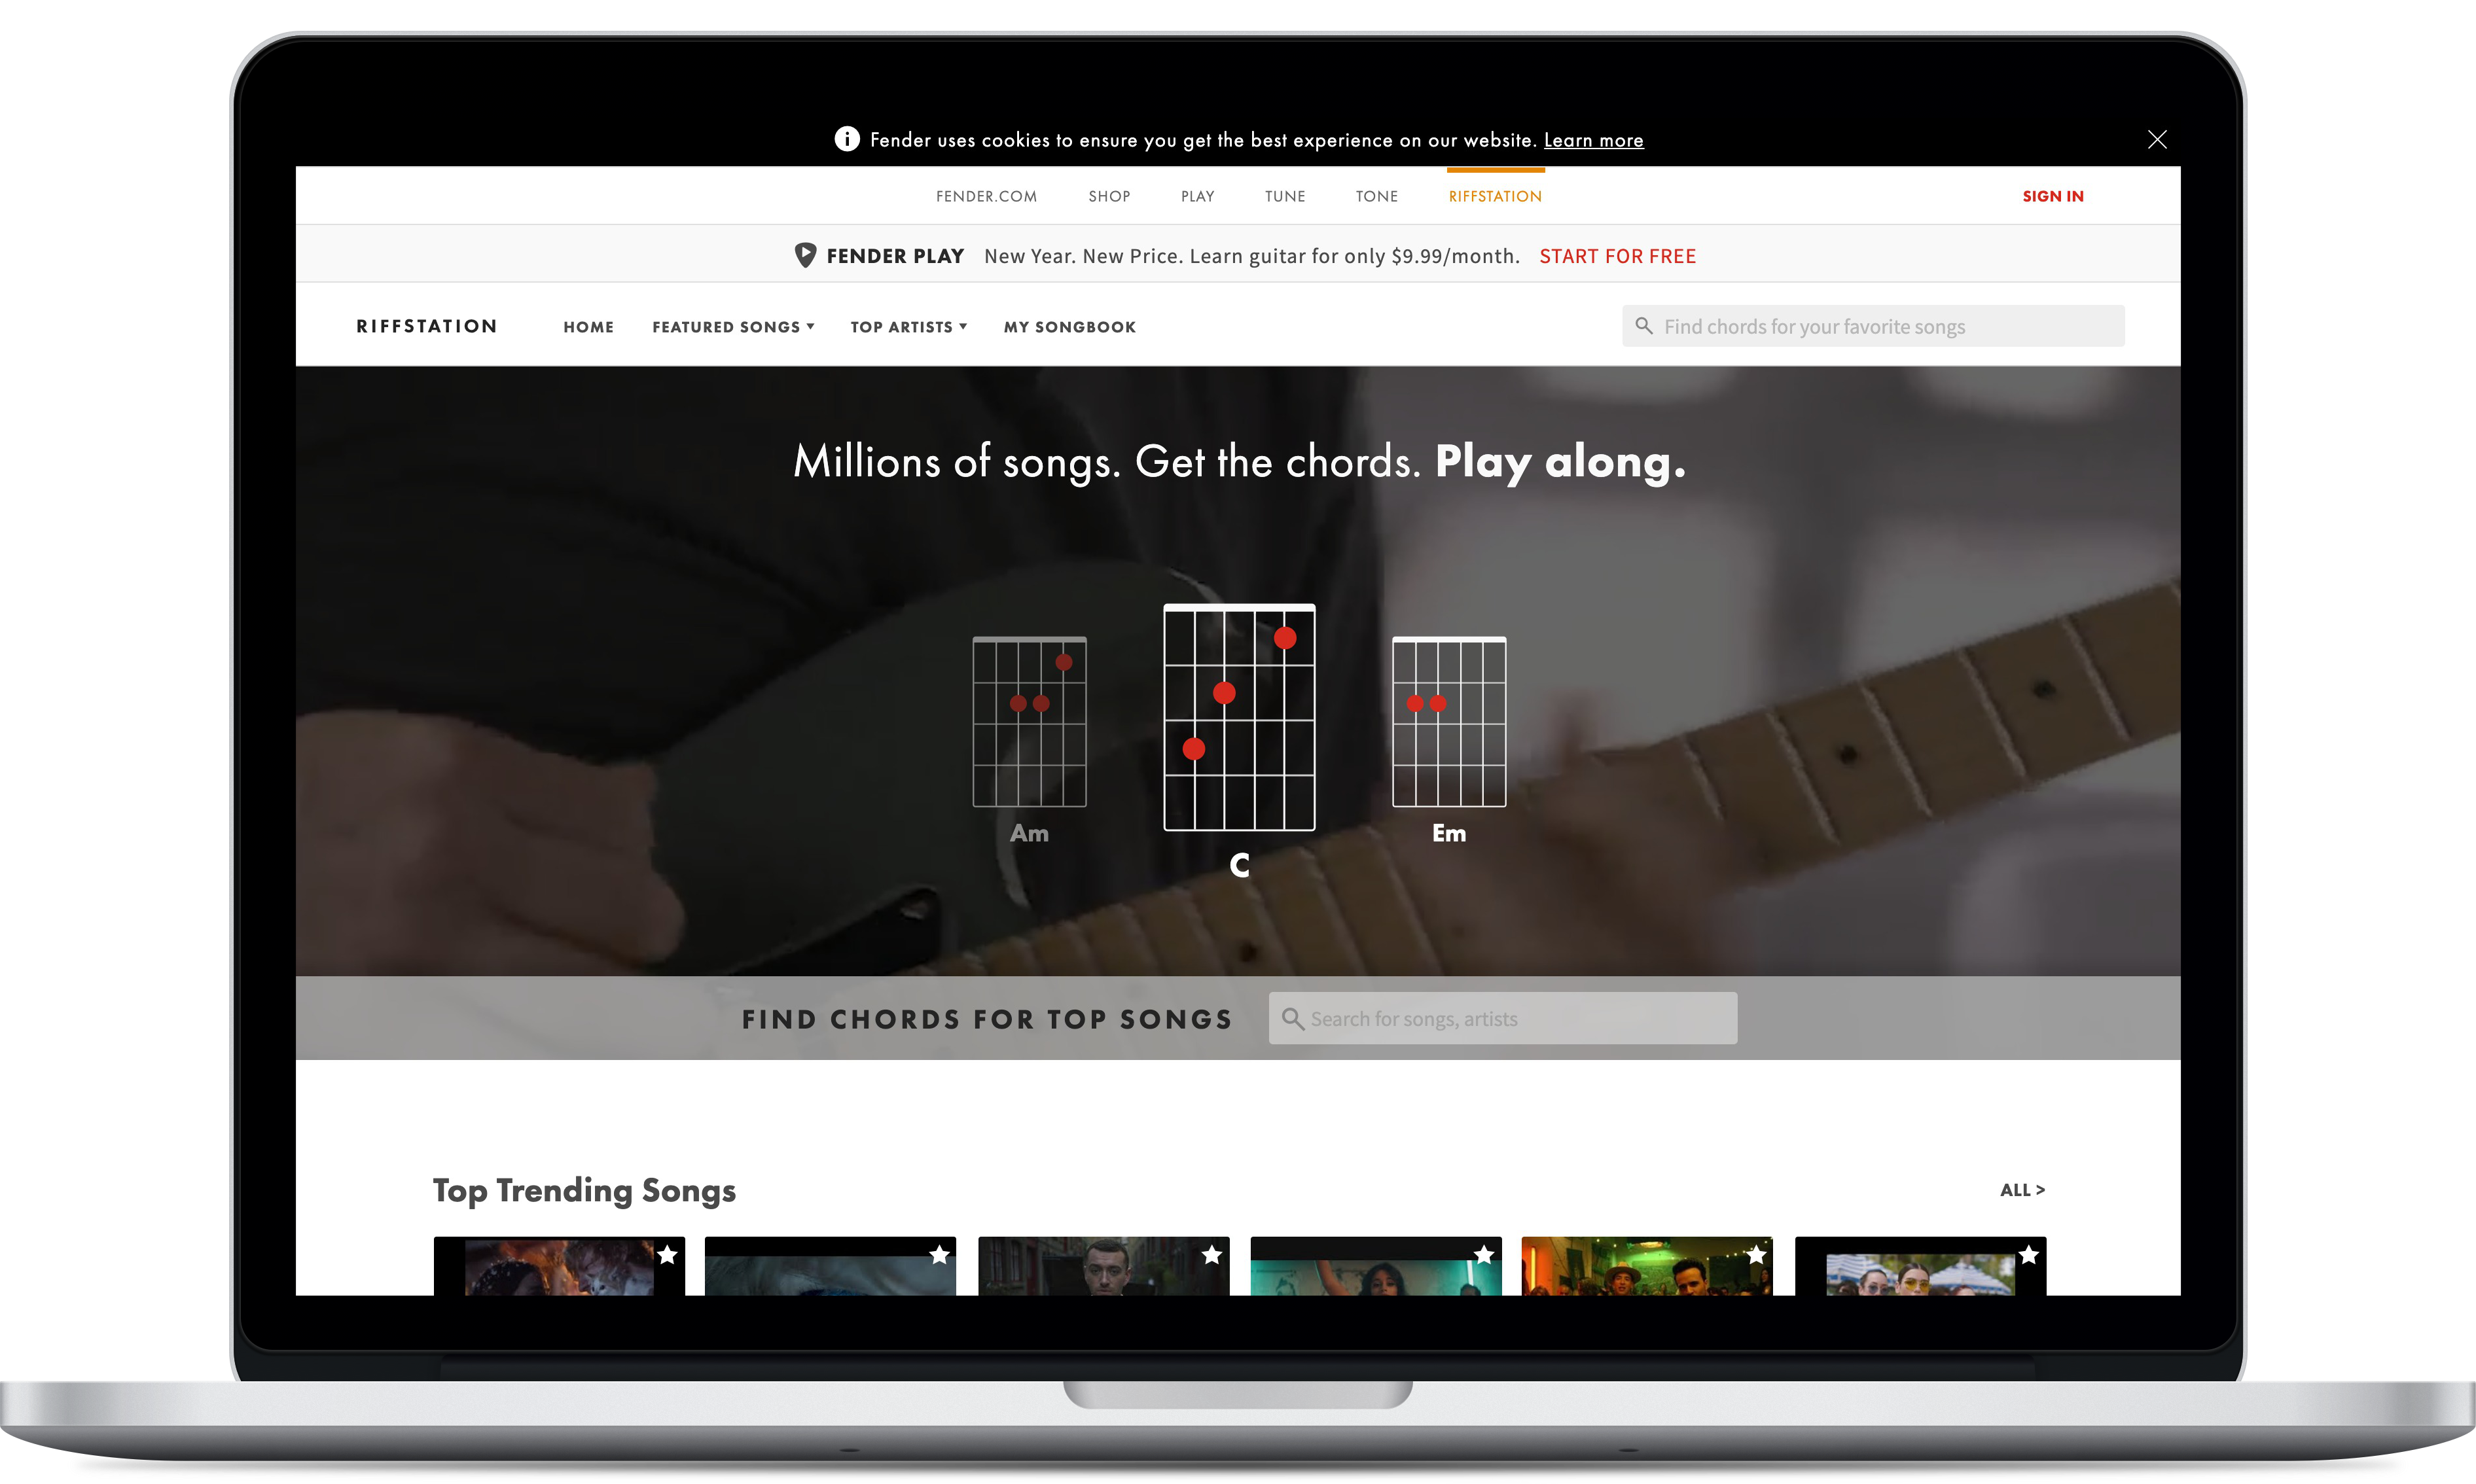 Fender uses cookies to ensure you get the best experience on our website. Learn more
FENDER.COM SHOP PLAY TUNE TONE RIFFSTATION SIGN IN
FENDER PLAY New Year. New Price. Learn guitar for only $9.99/month. START FOR FREE
RIFFSTATION HOME FEATURED SONGS TOP ARTISTS MY SONGBOOK Find chords for your favorite songs
Millions of songs. Get the chords. Play along.
Am C Em
FIND CHORDS FOR TOP SONGS Search for songs, artists
Top Trending Songs ALL >